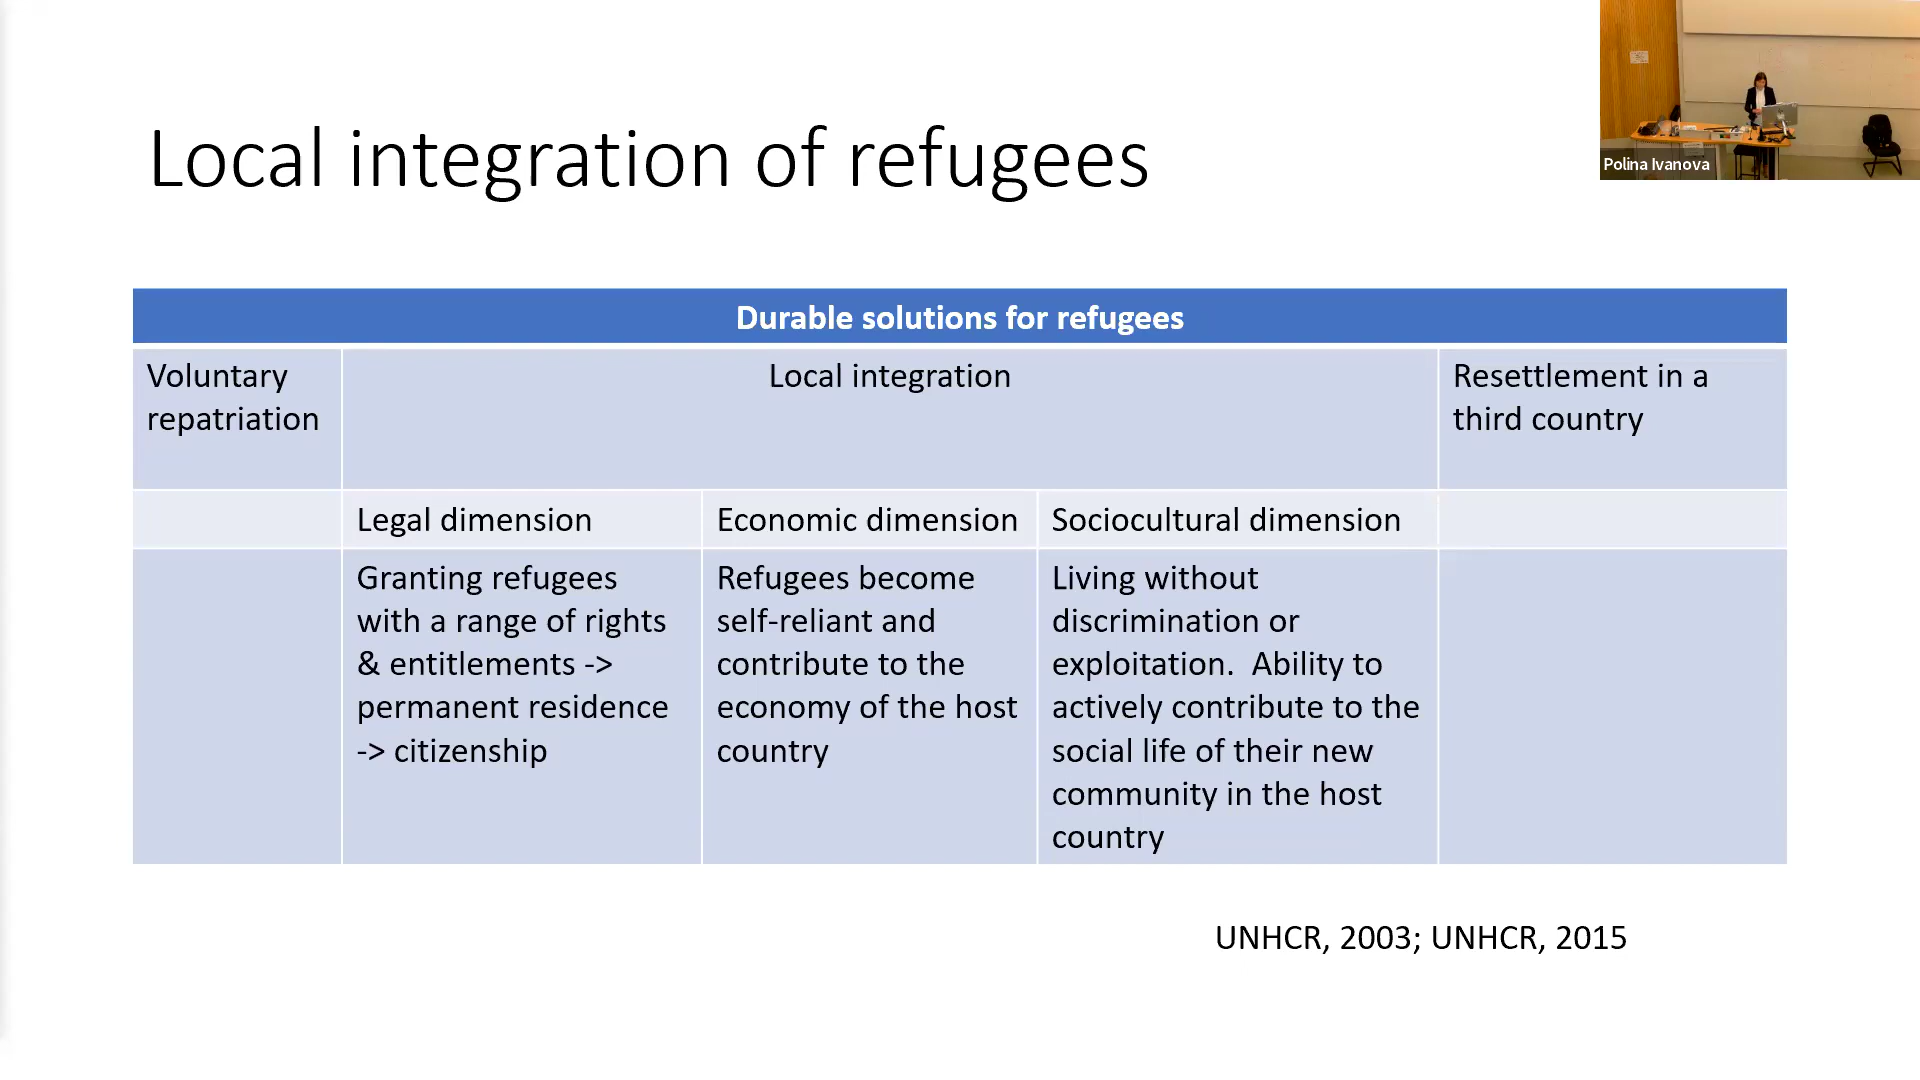 Local integration of refugees
Polina Ivanova
Durable solutions for refugees
Voluntary
repatriation
Local integration
Resettlement in a
third country
Legal dimension
Economic dimension
Sociocultural dimension
Granting refugees
with a range of rights
& entitlements ->
permanent residence
-> citizenship
Refugees become
self-reliant and
contribute to the
economy of the host
country
Living without
discrimination or
exploitation.  Ability to
actively contribute to the
social life of their new
community in the host
country
UNHCR, 2003; UNHCR, 2015